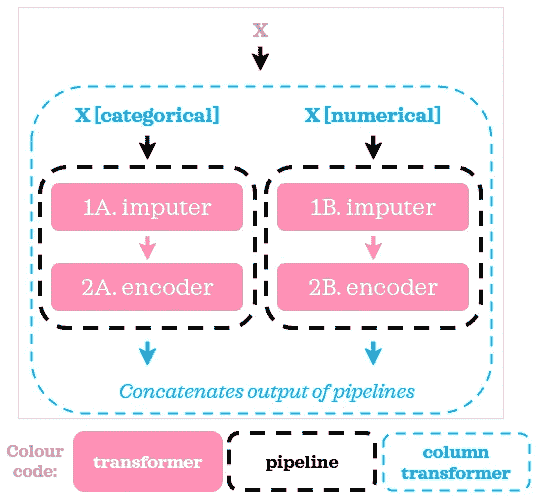 X
X [categorical] X [numerical]
1A. imputer 1B. imputer
2A. encoder 2B. encoder
Concatenates output of pipelines
Colour
code:
transformer
pipeline
column
transformer